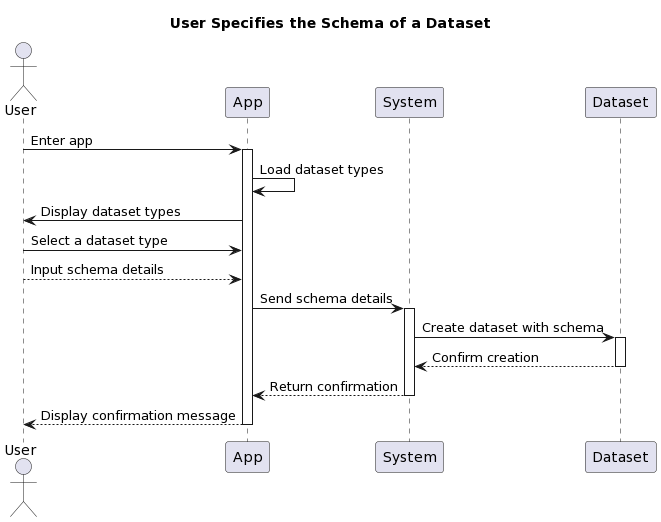 User Specifies the Schema of a Dataset
User
App
System
Dataset
Enter app
Load dataset types
Display dataset types
Select a dataset type
Input schema details
Send schema details
Create dataset with schema
Confirm creation
Return confirmation
Display confirmation message
User
App
System
Dataset